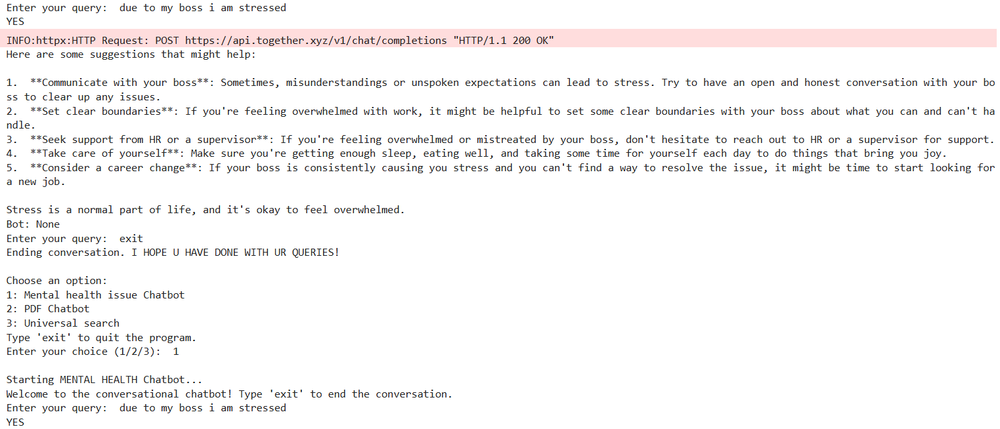 Enter your query:  due to my boss i am stressed
YES
INFO:httpx:HTTP Request: POST https://api.together.xyz/v1/chat/completions "HTTP/1.1 200 OK"
Here are some suggestions that might help:
1.  **Communicate with your boss**: Sometimes, misunderstandings or unspoken expectations can lead to stress. Try to have an open and honest conversation with your bo
ss to clear up any issues.
2.  **Set clear boundaries**: If you're feeling overwhelmed with work, it might be helpful to set some clear boundaries with your boss about what you can and can't ha
ndle.
3.  **Seek support from HR or a supervisor**: If you're feeling overwhelmed or mistreated by your boss, don't hesitate to reach out to HR or a supervisor for support.
4.  **Take care of yourself**: Make sure you're getting enough sleep, eating well, and taking some time for yourself each day to do things that bring you joy.
5.  **Consider a career change**: If your boss is consistently causing you stress and you can't find a way to resolve the issue, it might be time to start looking for
a new job.
Stress is a normal part of life, and it's okay to feel overwhelmed.
Bot: None
Enter your query:  exit
Ending conversation. I HOPE U HAVE DONE WITH UR QUERIES!
Choose an option:
1: Mental health issue Chatbot
2: PDF Chatbot
3: Universal search
Type 'exit' to quit the program.
Enter your choice (1/2/3):  1
Starting MENTAL HEALTH Chatbot...
Welcome to the conversational chatbot! Type 'exit' to end the conversation.
Enter your query:  due to my boss i am stressed
YES